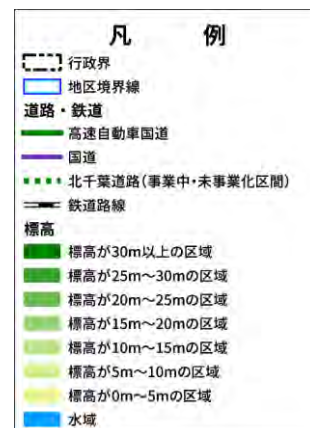 凡 例
行政界
地区境界線
道路・鉄道
高速自動車国道
国道
北千葉道路(事業中・未事業化区間)
鉄道路線
標高
標高が30m以上の区域
標高が25m～30mの区域
標高が20m～25mの区域
標高が15m～20mの区域
標高が10m～15mの区域
標高が5m～10mの区域
標高が0m～5mの区域
水域